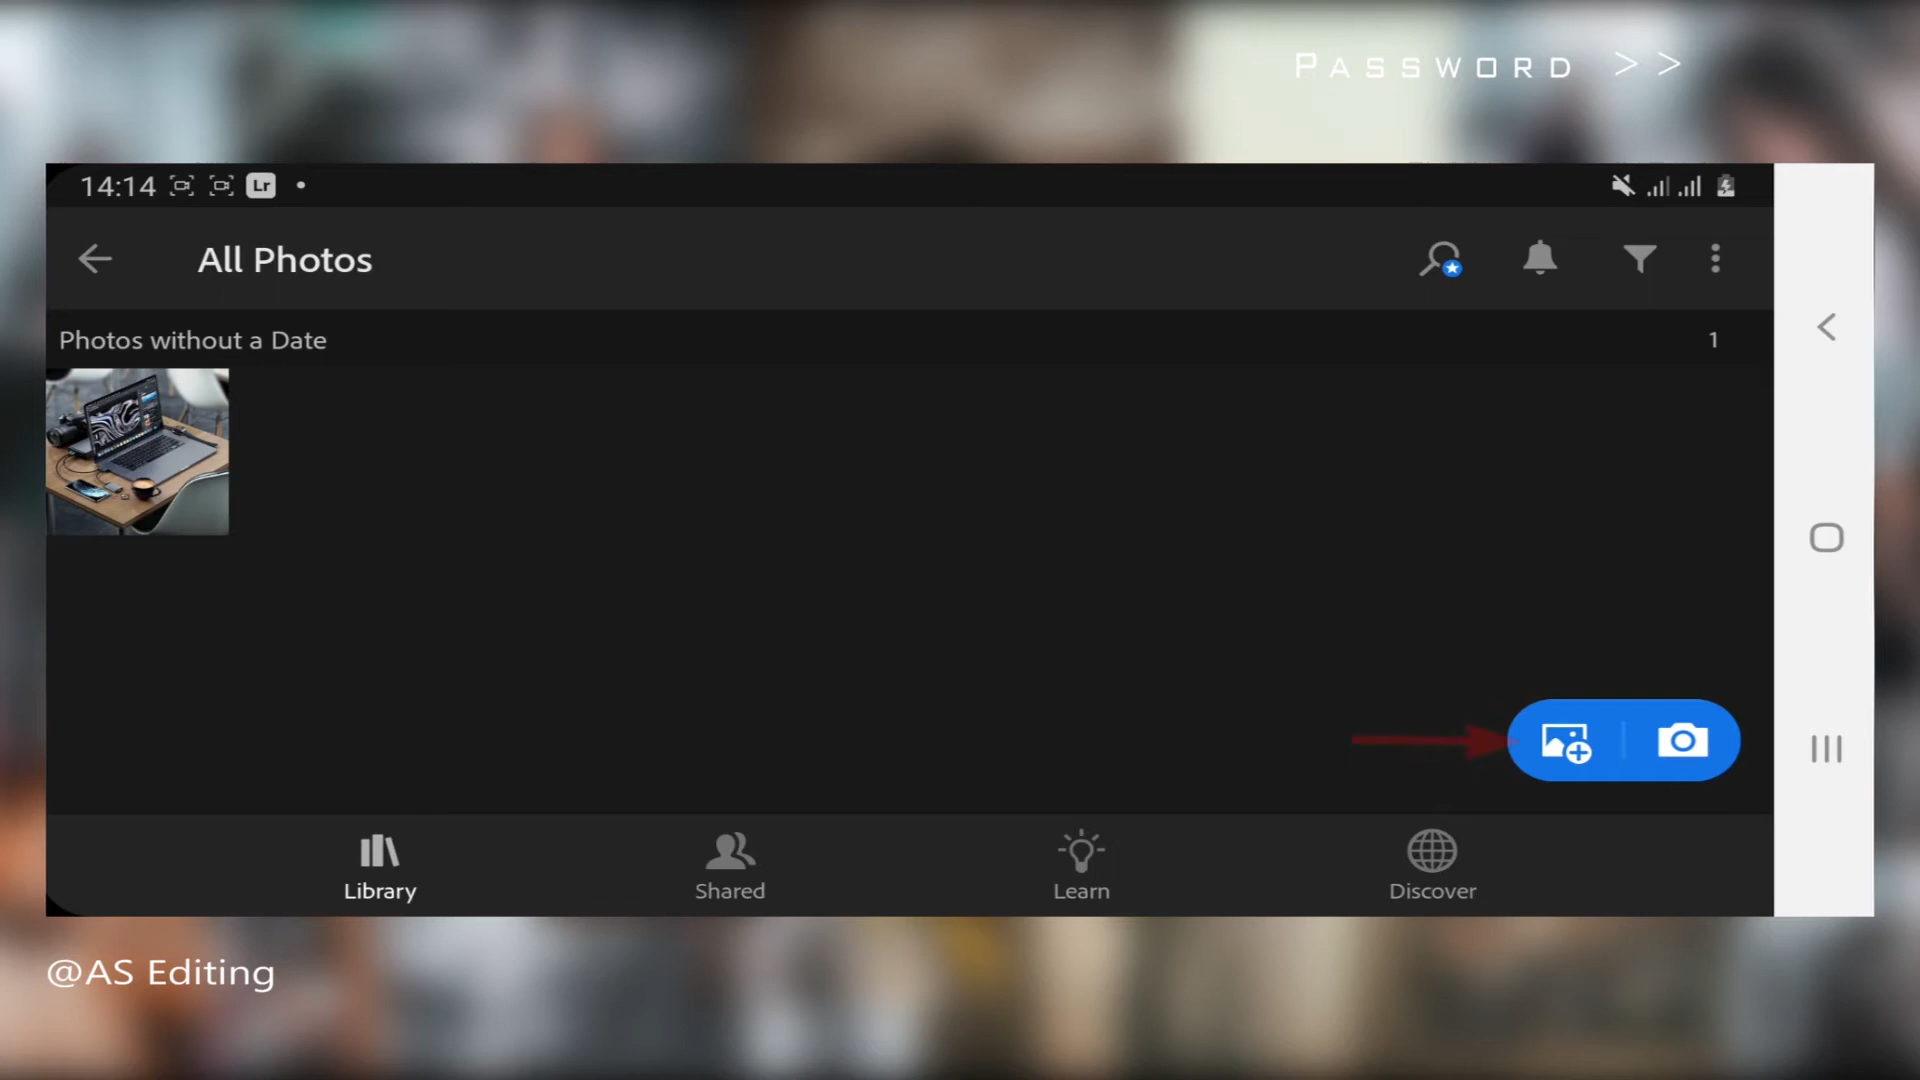 PASSWORD >>
14:14 Lr
All Photos
Photos without a Date 1
Library Shared Learn Discover
@AS Editing